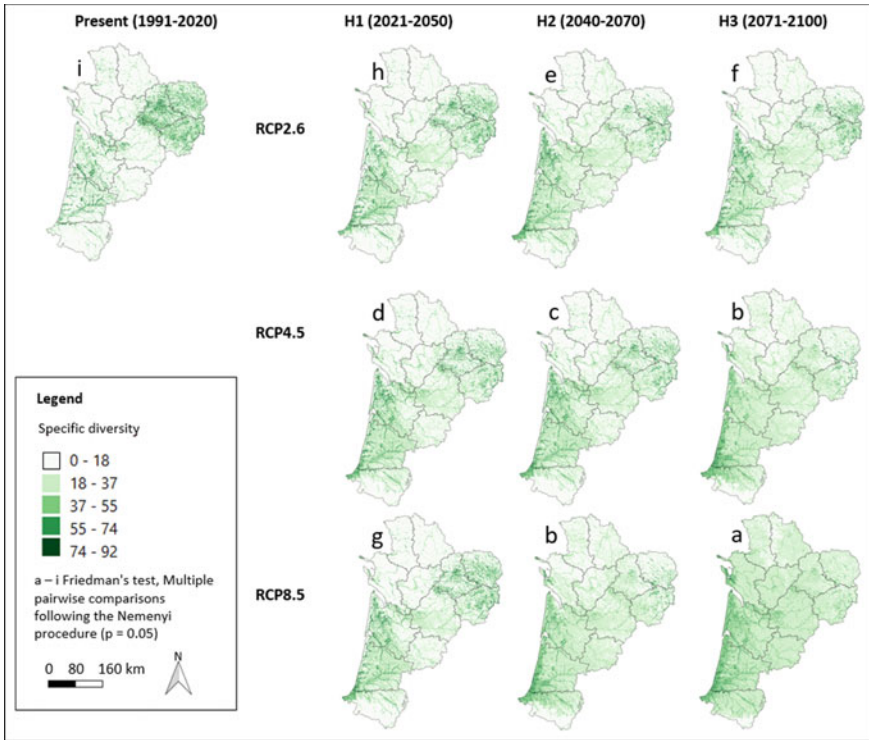 Present (1991-2020) H1 (2021-2050) H2 (2040-2070) H3 (2071-2100)
i h e f
RCP2.6
d c b
RCP4.5
Legend
Specific diversity
0 - 18
18 - 37
37 - 55
55 - 74
74 - 92
a – i Friedman's test, Multiple
pairwise comparisons
following the Nemenyi
procedure (p = 0.05)
N
0 80 160 km
g b a
RCP8.5